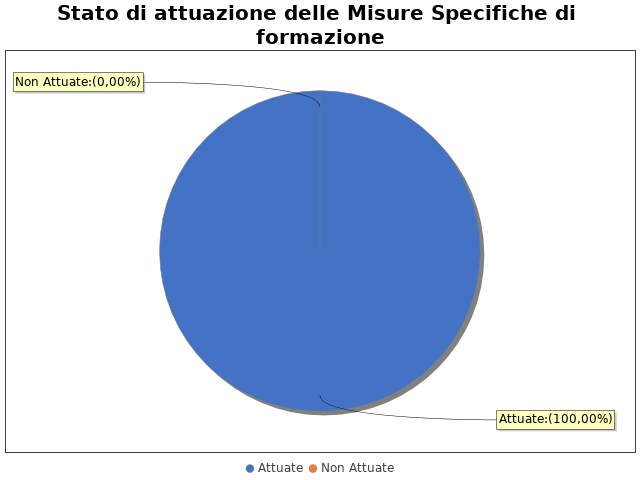 Stato di attuazione delle Misure Specifiche di
formazione
Non Attuate:(0,00%)
Attuate:(100,00%)
Attuate Non Attuate